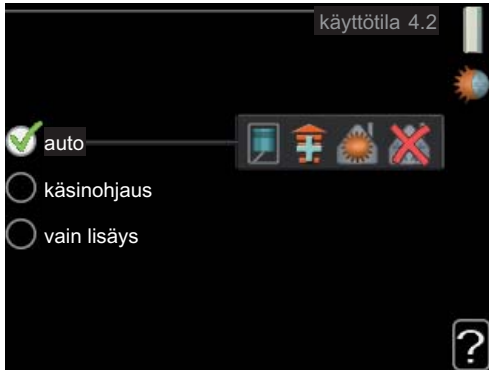 käyttötila 4.2
auto
käsinohjaus
vain lisäys
?